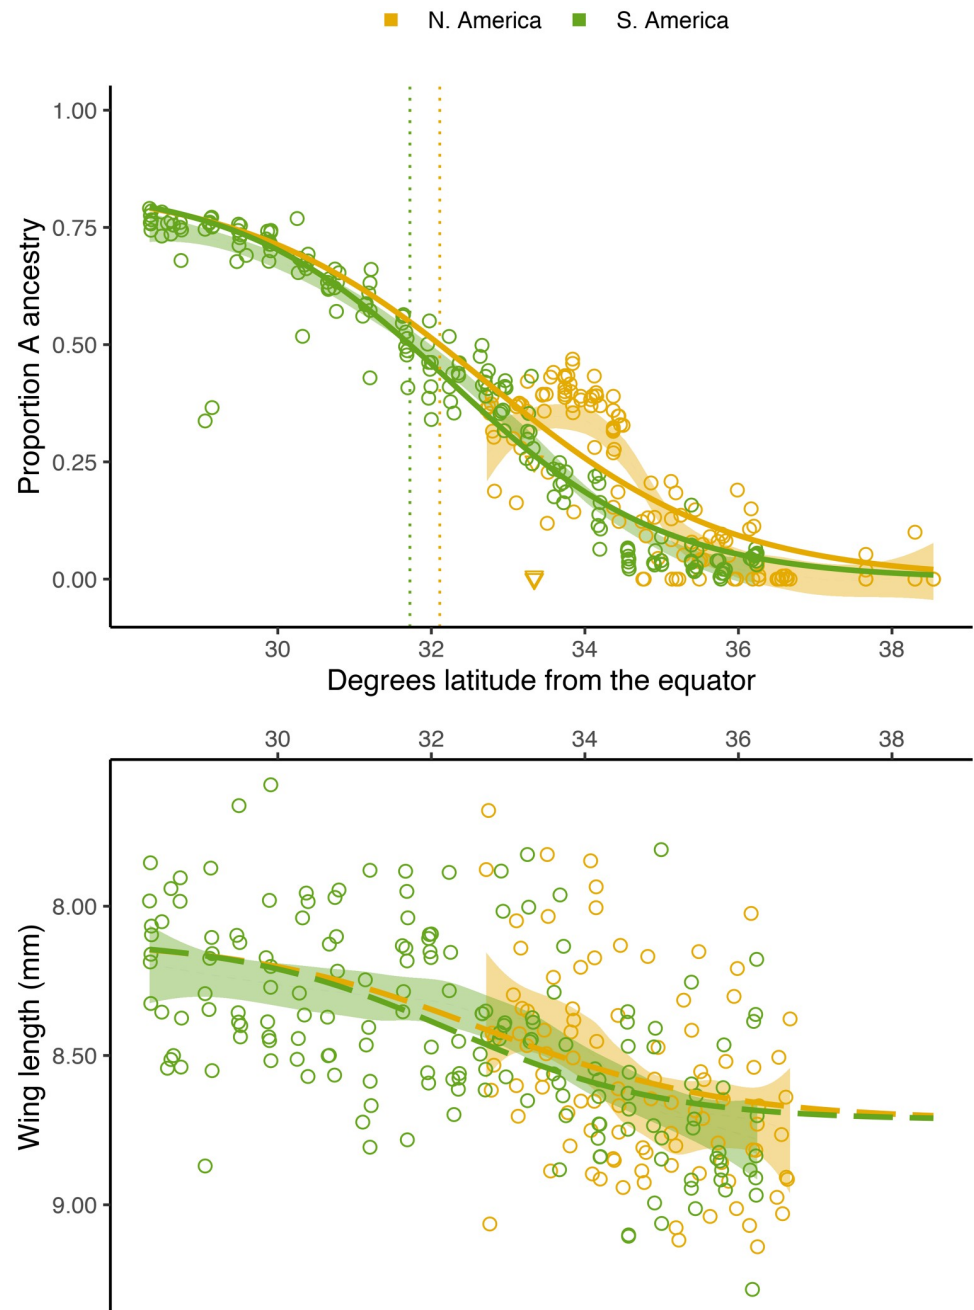 N. America S. America
1.00
0.75
0.50
0.25
0.00
Proportion A ancestry
30 32 34 36 38
Degrees latitude from the equator
30 32 34 36 38
8.00
8.50
9.00
Wing length (mm)